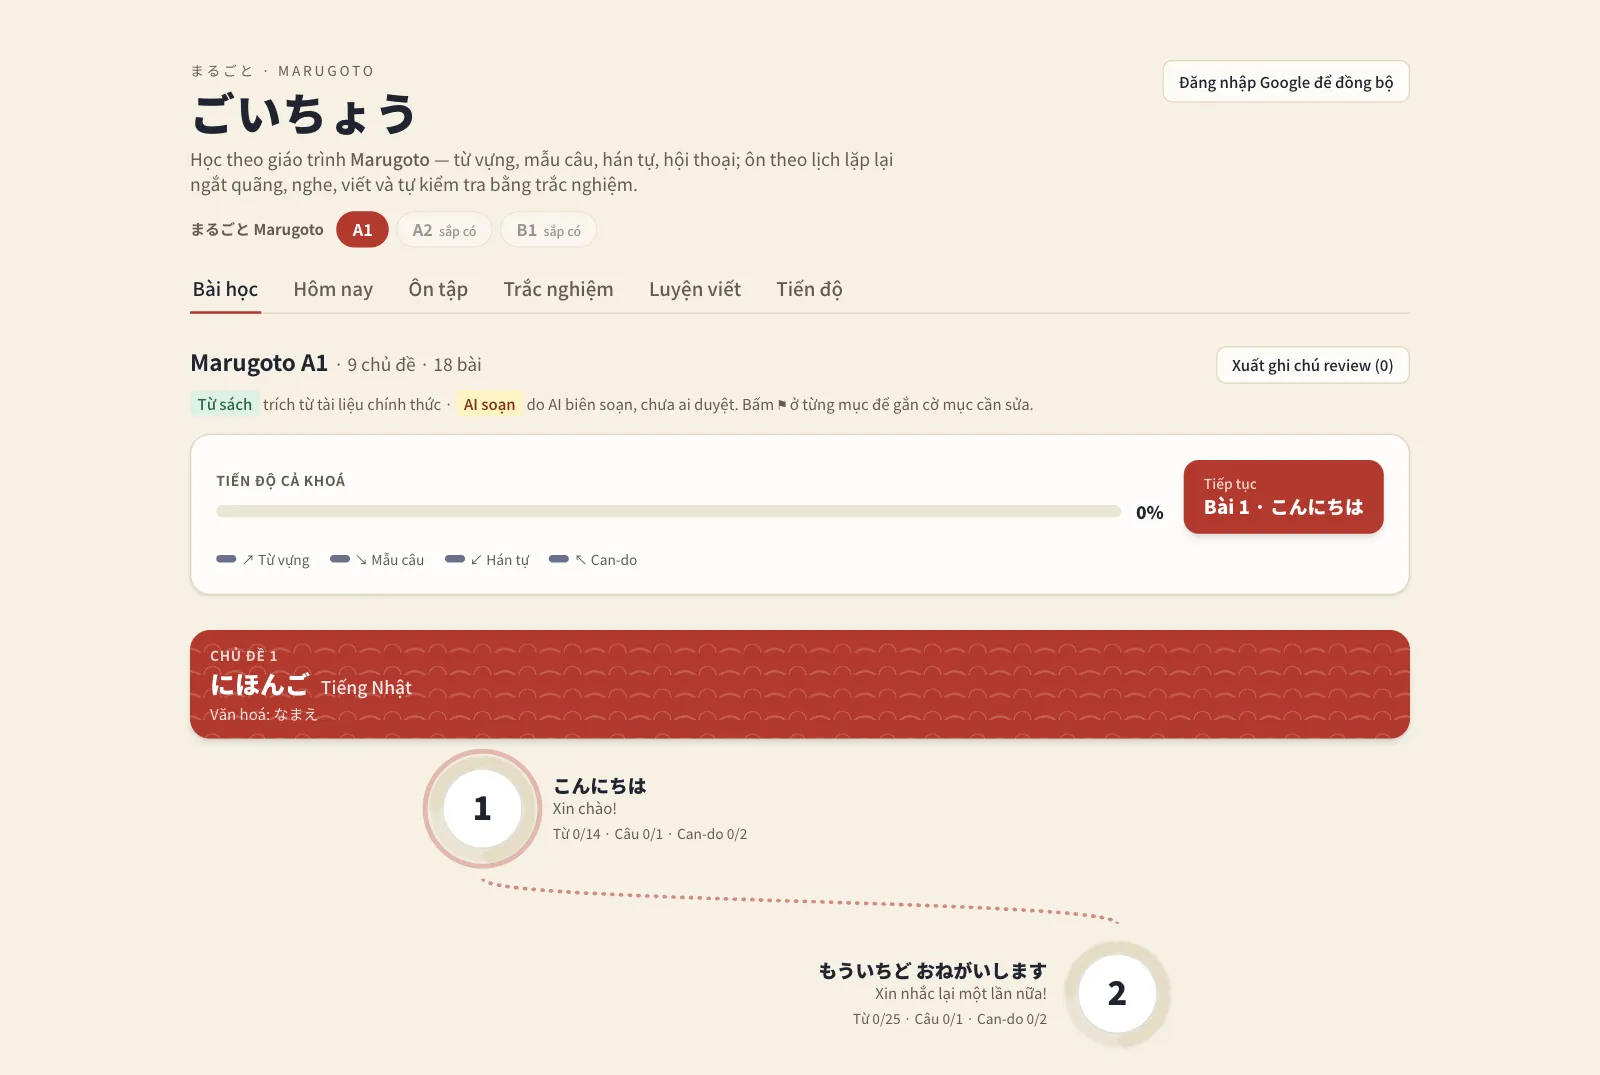 まるごと · MARUGOTO
Đăng nhập Google để đồng bộ
ごいちょう
Học theo giáo trình Marugoto — từ vựng, mẫu câu, hán tự, hội thoại; ôn theo lịch lặp lại
ngắt quãng, nghe, viết và tự kiểm tra bằng trắc nghiệm.
まるごと Marugoto A1 A2 sắp có B1 sắp có
Bài học Hôm nay Ôn tập Trắc nghiệm Luyện viết Tiến độ
Marugoto A1 · 9 chủ đề · 18 bài
Xuất ghi chú review (0)
Từ sách trích từ tài liệu chính thức · AI soạn do AI biên soạn, chưa ai duyệt. Bấm ⚑ ở từng mục để gắn cờ mục cần sửa.
TIẾN ĐỘ CẢ KHOÁ
0%
Tiếp tục
Bài 1 · こんにちは
↗ Từ vựng ↘ Mẫu câu ↙ Hán tự ↖ Can-do
CHỦ ĐỀ 1
にほんご Tiếng Nhật
Văn hoá: なまえ
1
こんにちは
Xin chào!
Từ 0/14 · Câu 0/1 · Can-do 0/2
もういちど おねがいします
Xin nhắc lại một lần nữa!
Từ 0/25 · Câu 0/1 · Can-do 0/2
2